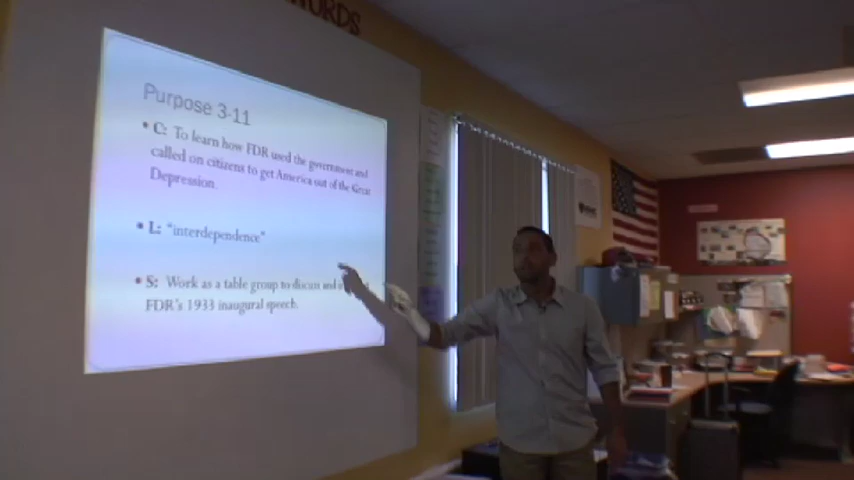 WORDS
Purpose 3-11
• C: To learn how FDR used the government and
called on citizens to get America out of the Great
Depression.
• L: "interdependence"
• S: Work as a table group to discuss and
FDR's 1933 inaugural speech.